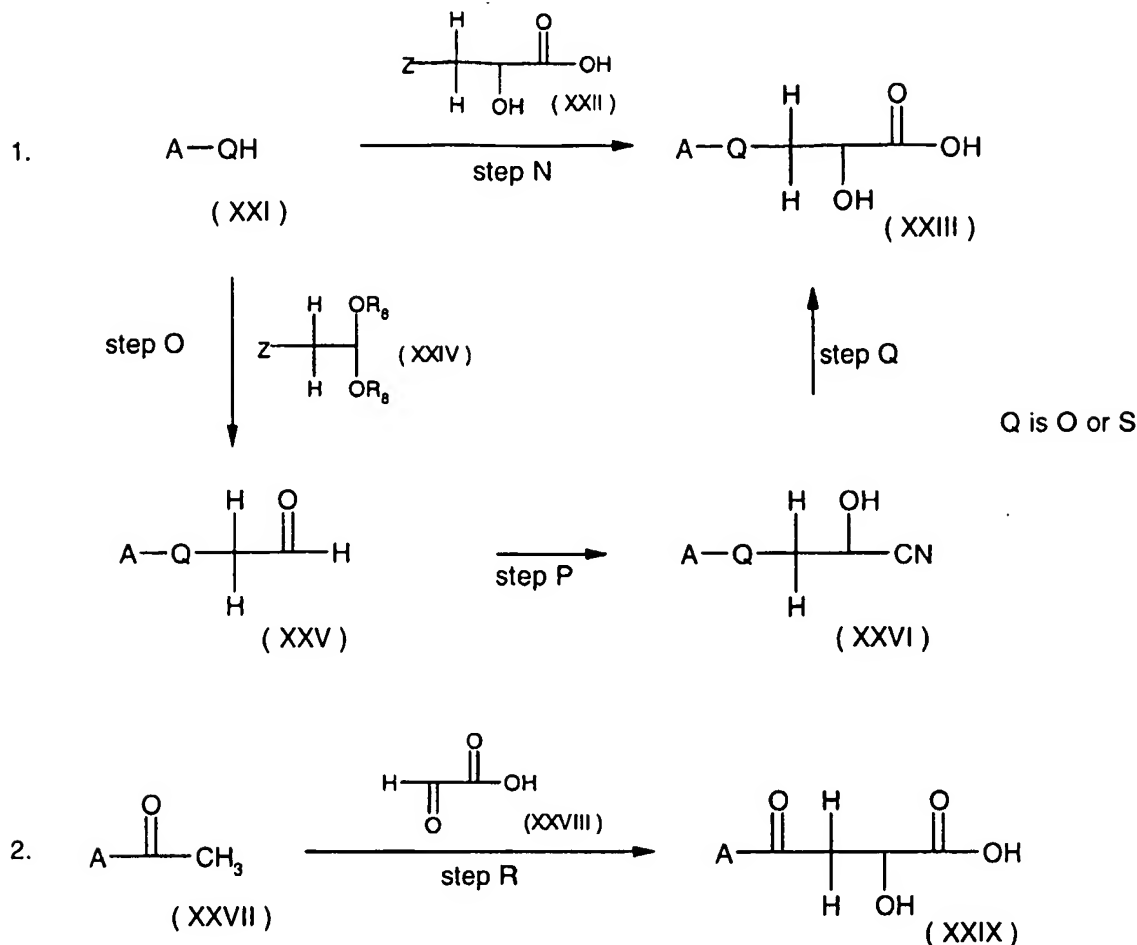 H O
Z OH
H OH ( XXII )
1. A—QH step N A—Q OH
H O
H OH
( XXI ) ( XXIII )
step O
H OR8
Z
H OR8
( XXIV )
step Q
Q is O or S
H O
A—Q H
H
( XXV )
step P
H OH
A—Q CN
H
( XXVI )
O
H OH
O
(XXVIII)
2. O
A CH3
( XXVII )
step R
O H O
A OH
H OH
( XXIX )